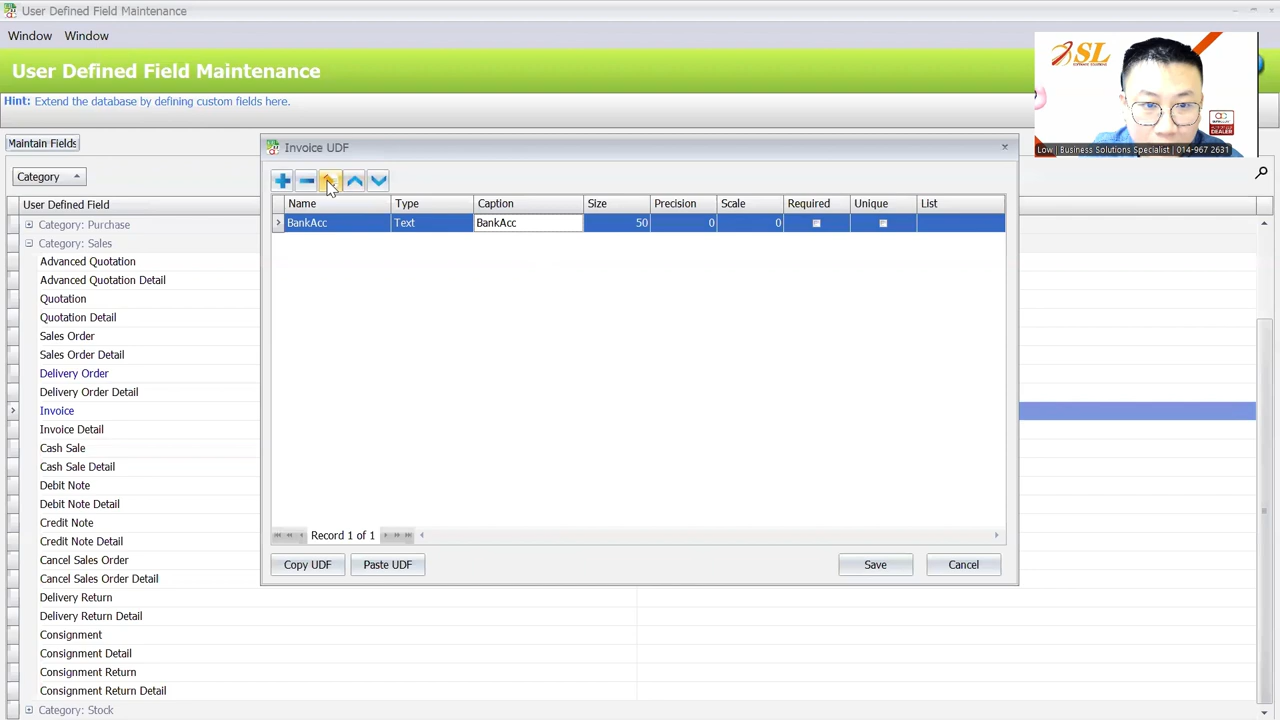 User Defined Field Maintenance
Window Window
User Defined Field Maintenance
Hint: Extend the database by defining custom fields here.
SL
DEALER
Low | Business Solutions Specialist | 014-967 2631
Maintain Fields
Category
User Defined Field
Category: Purchase
Category: Sales
Advanced Quotation
Advanced Quotation Detail
Quotation
Quotation Detail
Sales Order
Sales Order Detail
Delivery Order
Delivery Order Detail
Invoice
Invoice Detail
Cash Sale
Cash Sale Detail
Debit Note
Debit Note Detail
Credit Note
Credit Note Detail
Cancel Sales Order
Cancel Sales Order Detail
Delivery Return
Delivery Return Detail
Consignment
Consignment Detail
Consignment Return
Consignment Return Detail
Category: Stock
Invoice UDF
Name Type Caption Size Precision Scale Required Unique List
BankAcc Text BankAcc 50 0 0
Record 1 of 1
Copy UDF Paste UDF Save Cancel